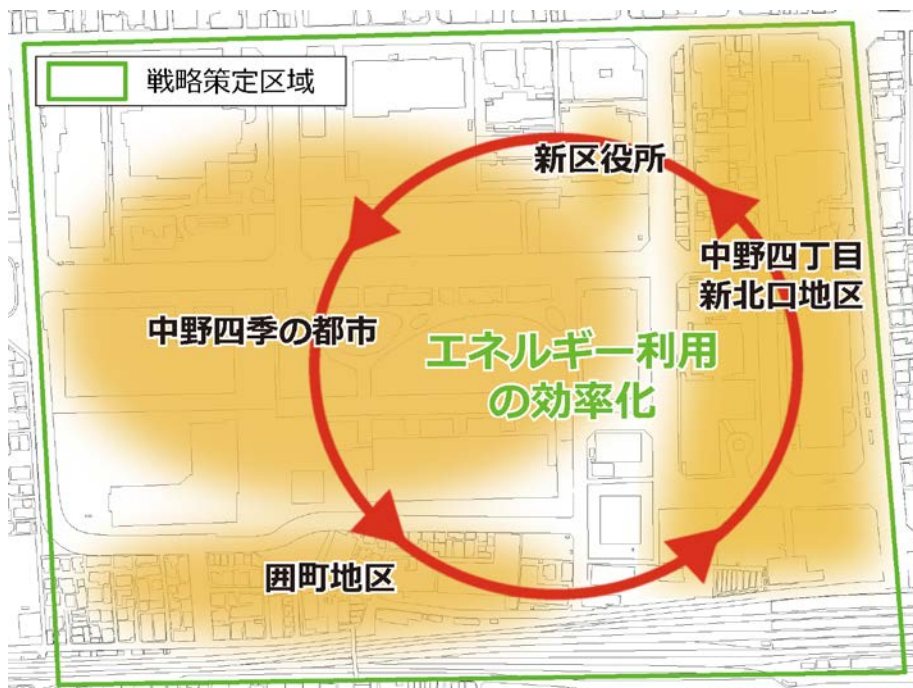 戦略策定区域
新区役所
中野四丁目
新北口地区
中野四季の都市
エネルギー利用
の効率化
囲町地区